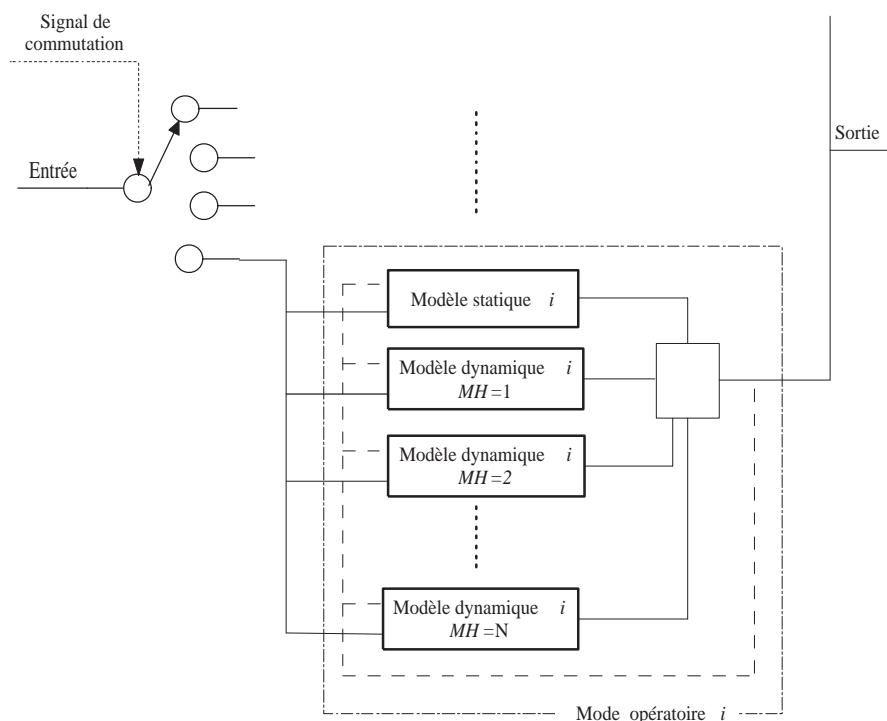 Signal de
commutation
Entrée
Sortie
Modèle statique i
Modèle dynamique i
MH=1
Modèle dynamique i
MH=2
Modèle dynamique i
MH=N
Mode opératoire i